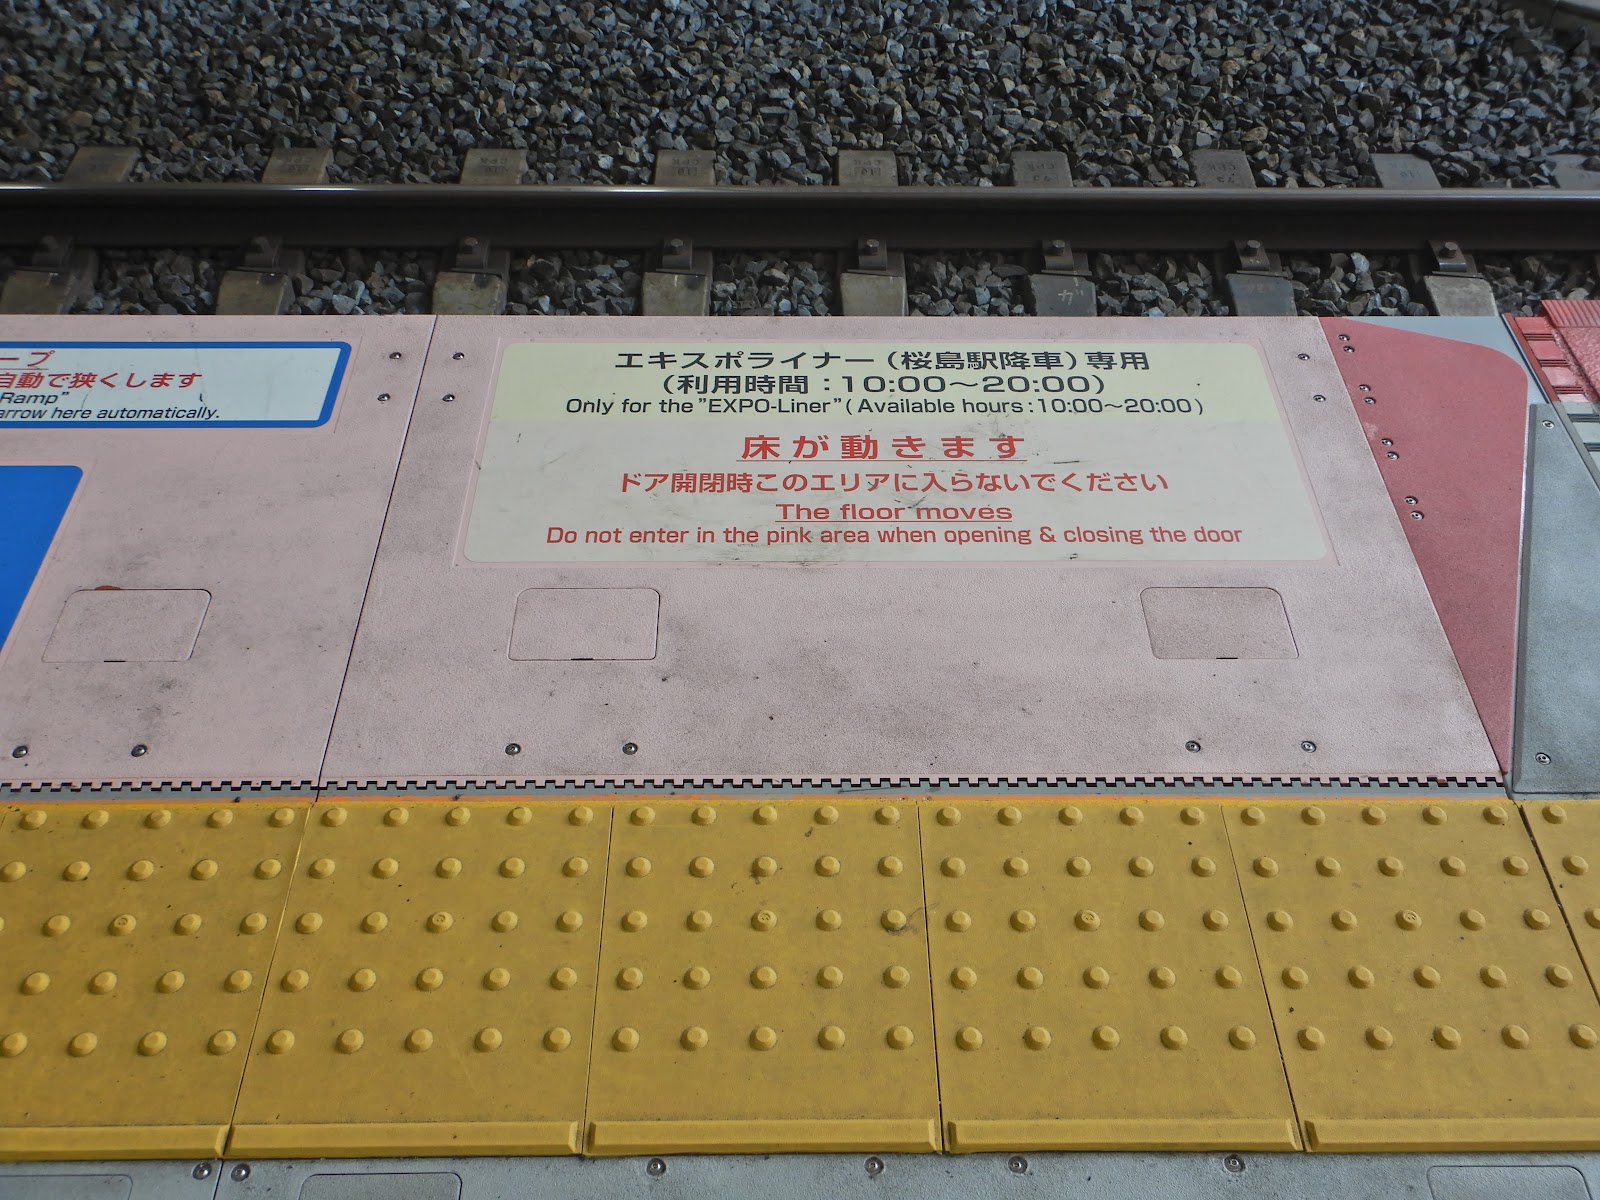 ープ
自動で狭くします
Ramp"
arrow here automatically.
エキスポライナー（桜島駅降車）専用
（利用時間：10:00～20:00）
Only for the "EXPO-Liner" (Available hours:10:00～20:00)
床が動きます
ドア開閉時このエリアに入らないでください
The floor moves
Do not enter in the pink area when opening & closing the door